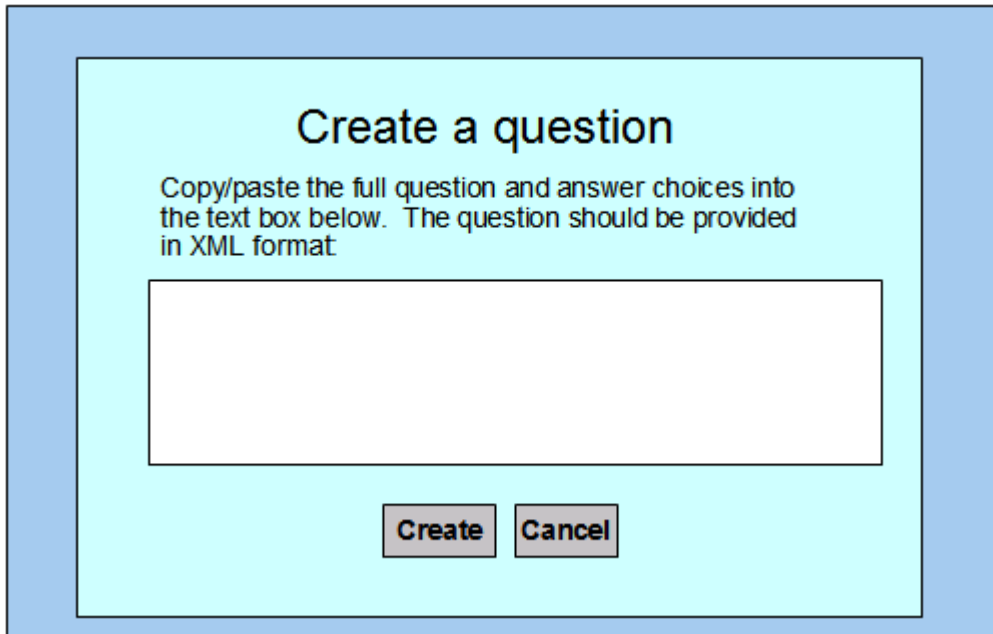 Create a question
Copy/paste the full question and answer choices into
the text box below.  The question should be provided
in XML format:
Create
Cancel